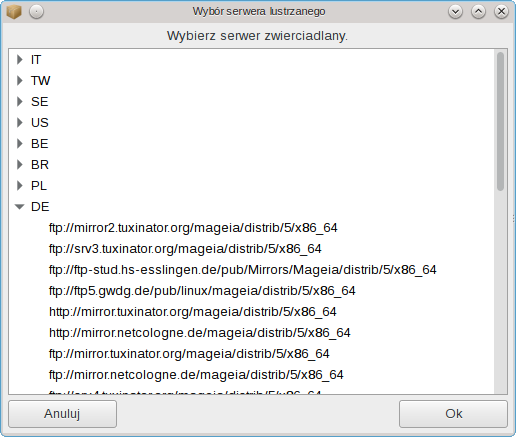 Wybór serwera lustrzanego
Wybierz serwer zwierciadlany.
IT
TW
SE
US
BE
BR
PL
DE
ftp://mirror2.tuxinator.org/mageia/distrib/5/x86_64
ftp://srv3.tuxinator.org/mageia/distrib/5/x86_64
ftp://ftp-stud.hs-esslingen.de/pub/Mirrors/Mageia/distrib/5/x86_64
ftp://ftp5.gwdg.de/pub/linux/mageia/distrib/5/x86_64
http://mirror.tuxinator.org/mageia/distrib/5/x86_64
http://mirror.netcologne.de/mageia/distrib/5/x86_64
ftp://mirror.tuxinator.org/mageia/distrib/5/x86_64
ftp://mirror.netcologne.de/mageia/distrib/5/x86_64
Anuluj
Ok